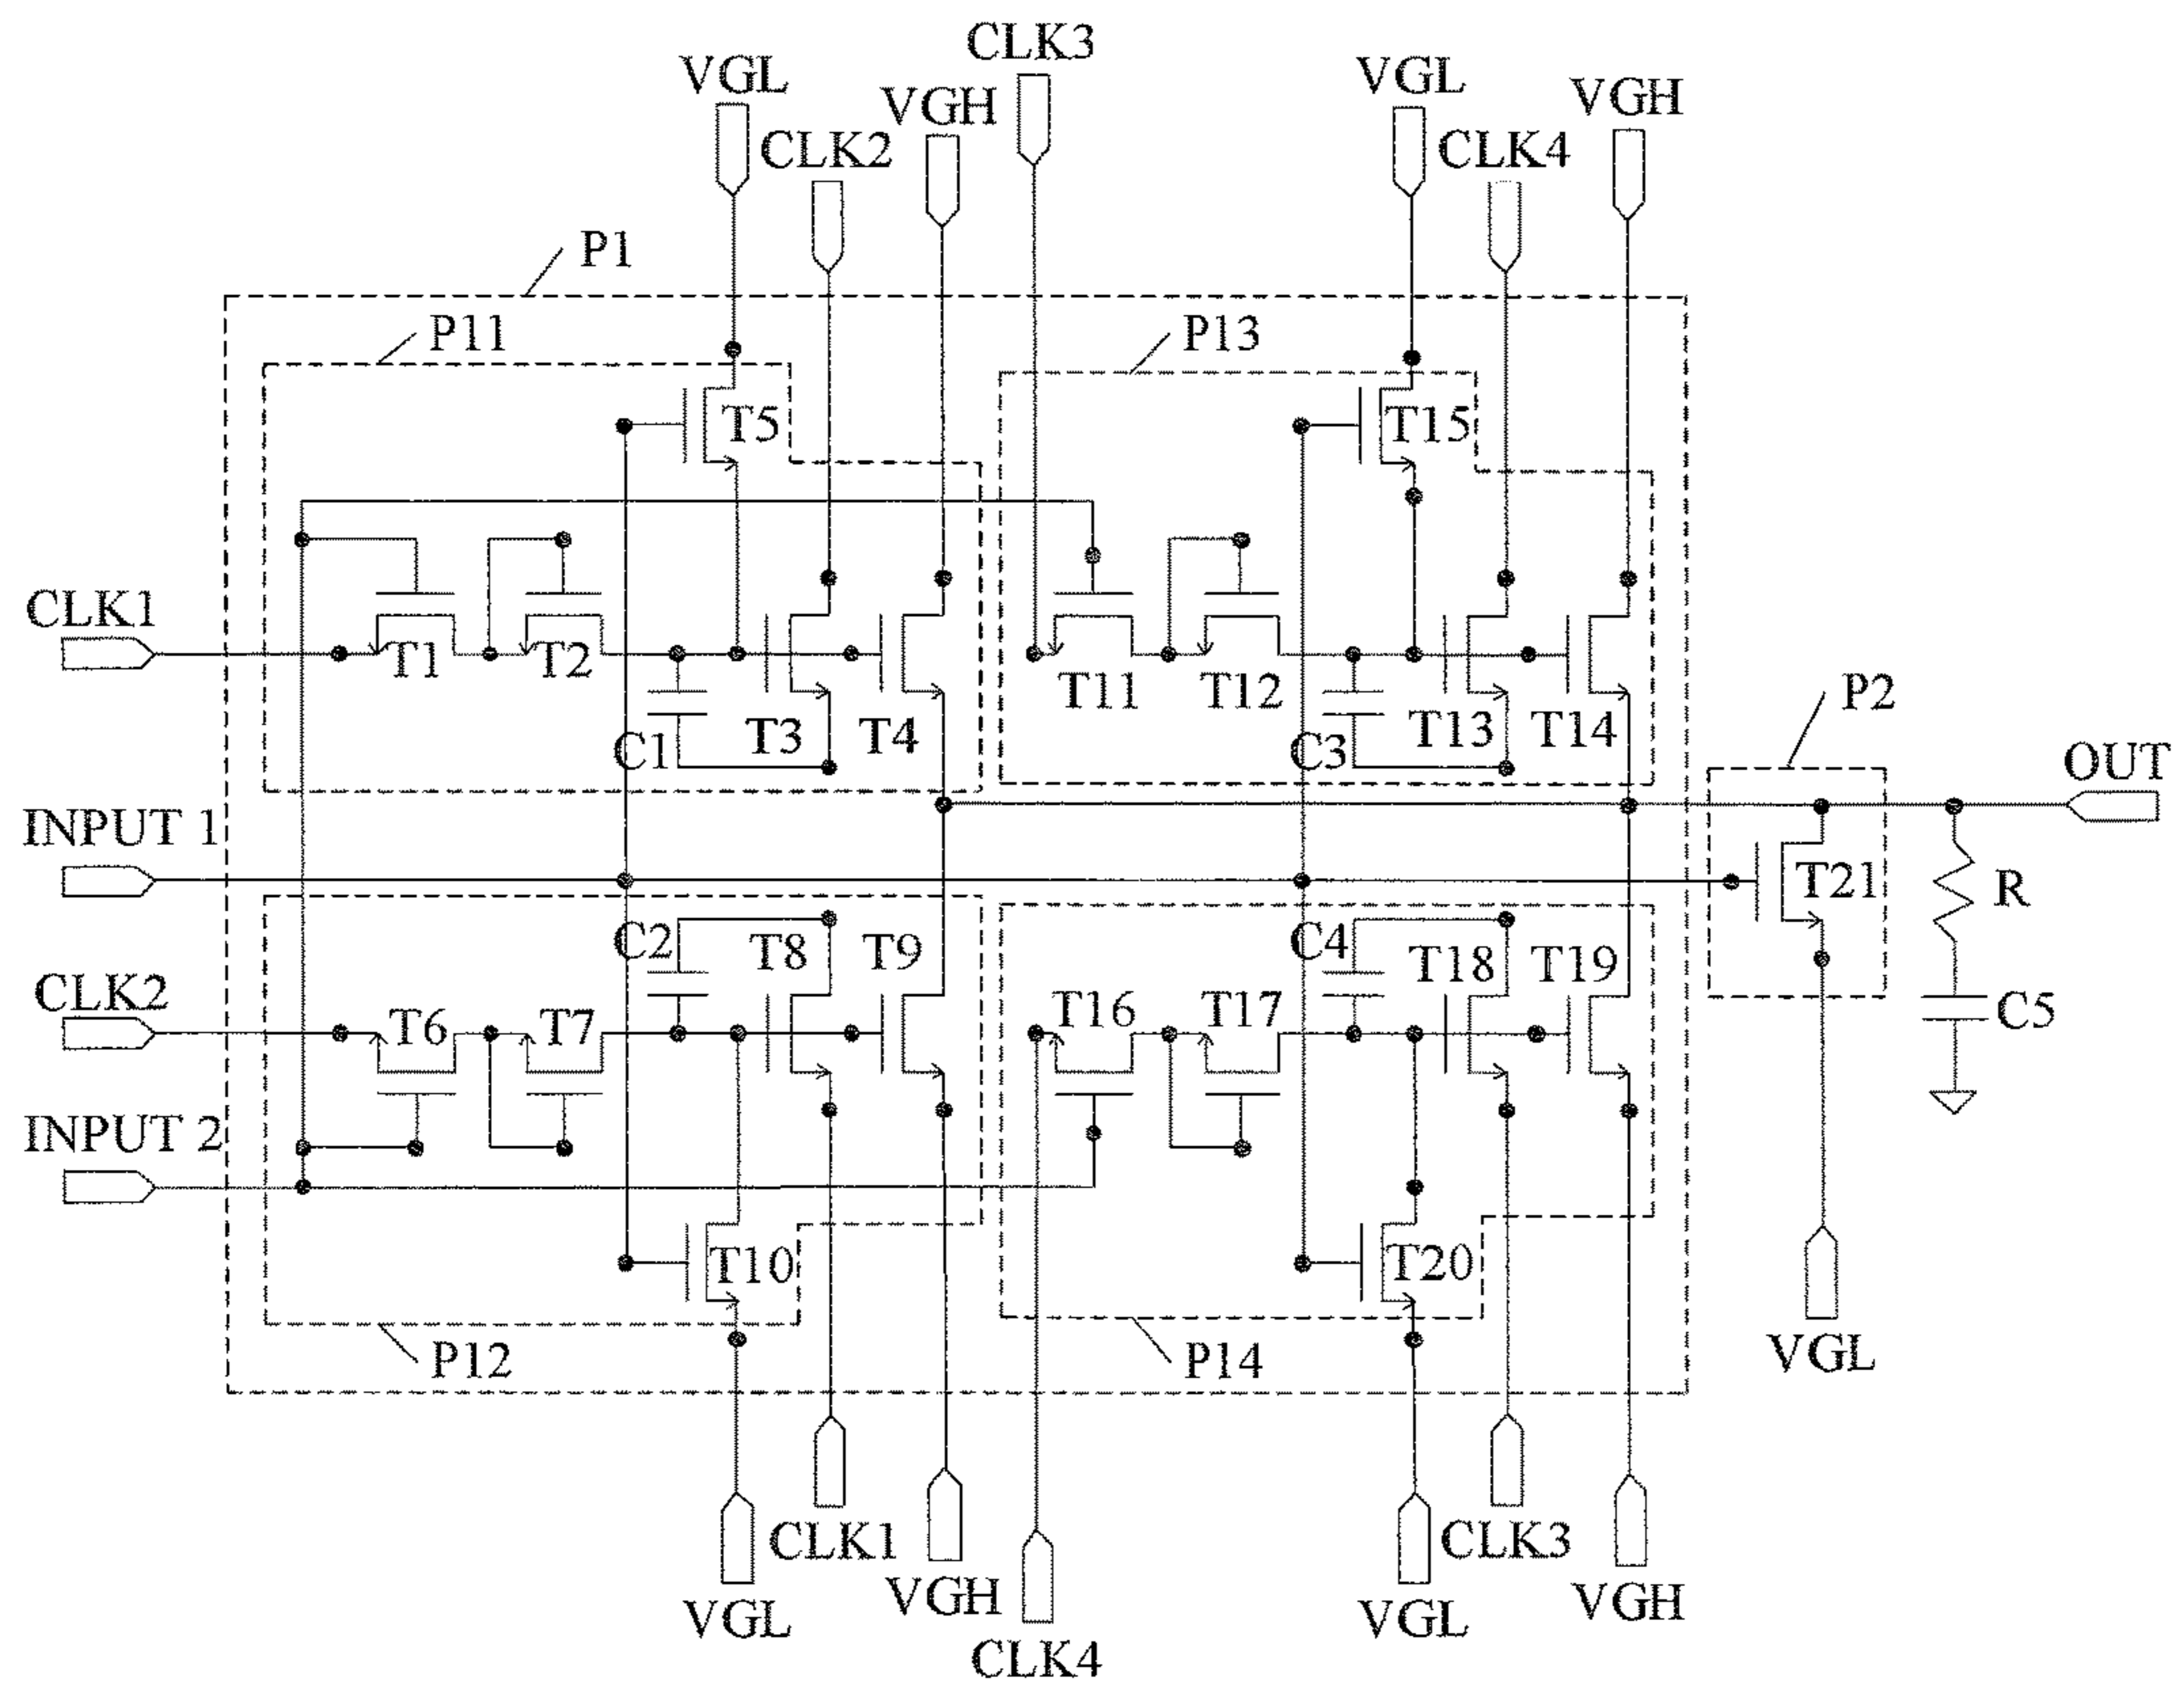 CLK3
VGL
VGL
VGH
VGH
CLK2
CLK4
P1
P11
P13
T5
T15
CLK1
T1
T2
T11
T12
P2
C1
T3
T4
C3
T13
T14
OUT
INPUT 1
T21
R
C2
T8
T9
C4
T18
T19
CLK2
T6
T7
T16
T17
C5
INPUT 2
T10
T20
P12
P14
VGL
CLK1
CLK3
VGH
VGH
VGL
VGL
CLK4